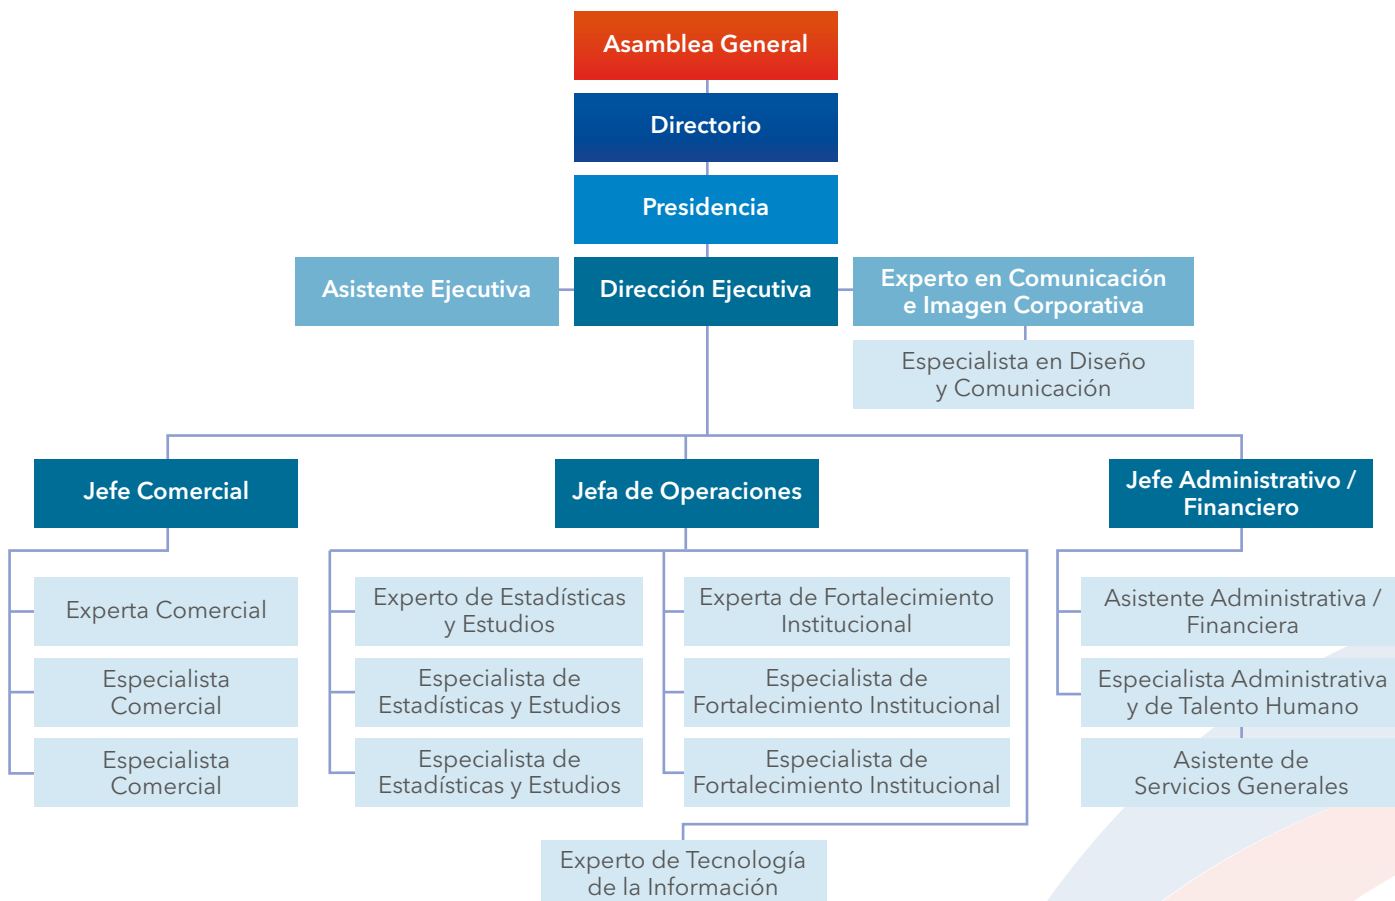 Asamblea General
Directorio
Presidencia
Asistente Ejecutiva
Dirección Ejecutiva
Experto en Comunicación
e Imagen Corporativa
Especialista en Diseño
y Comunicación
Jefe Comercial
Jefa de Operaciones
Jefe Administrativo /
Financiero
Experta Comercial
Especialista
Comercial
Especialista
Comercial
Experto de Estadísticas
y Estudios
Especialista de
Estadísticas y Estudios
Especialista de
Estadísticas y Estudios
Experta de Fortalecimiento
Institucional
Especialista de
Fortalecimiento Institucional
Especialista de
Fortalecimiento Institucional
Experto de Tecnología
de la Información
Asistente Administrativa /
Financiera
Especialista Administrativa
y de Talento Humano
Asistente de
Servicios Generales